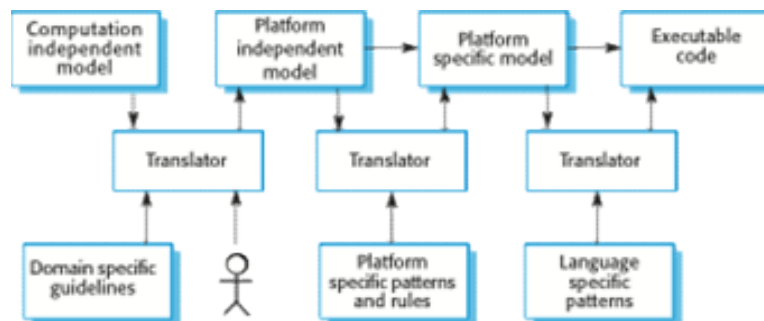 Computation
independent
model
Platform
independent
model
Platform
specific model
Executable
code
Translator
Translator
Translator
Domain specific
guidelines
Platform
specific patterns
and rules
Language
specific
patterns